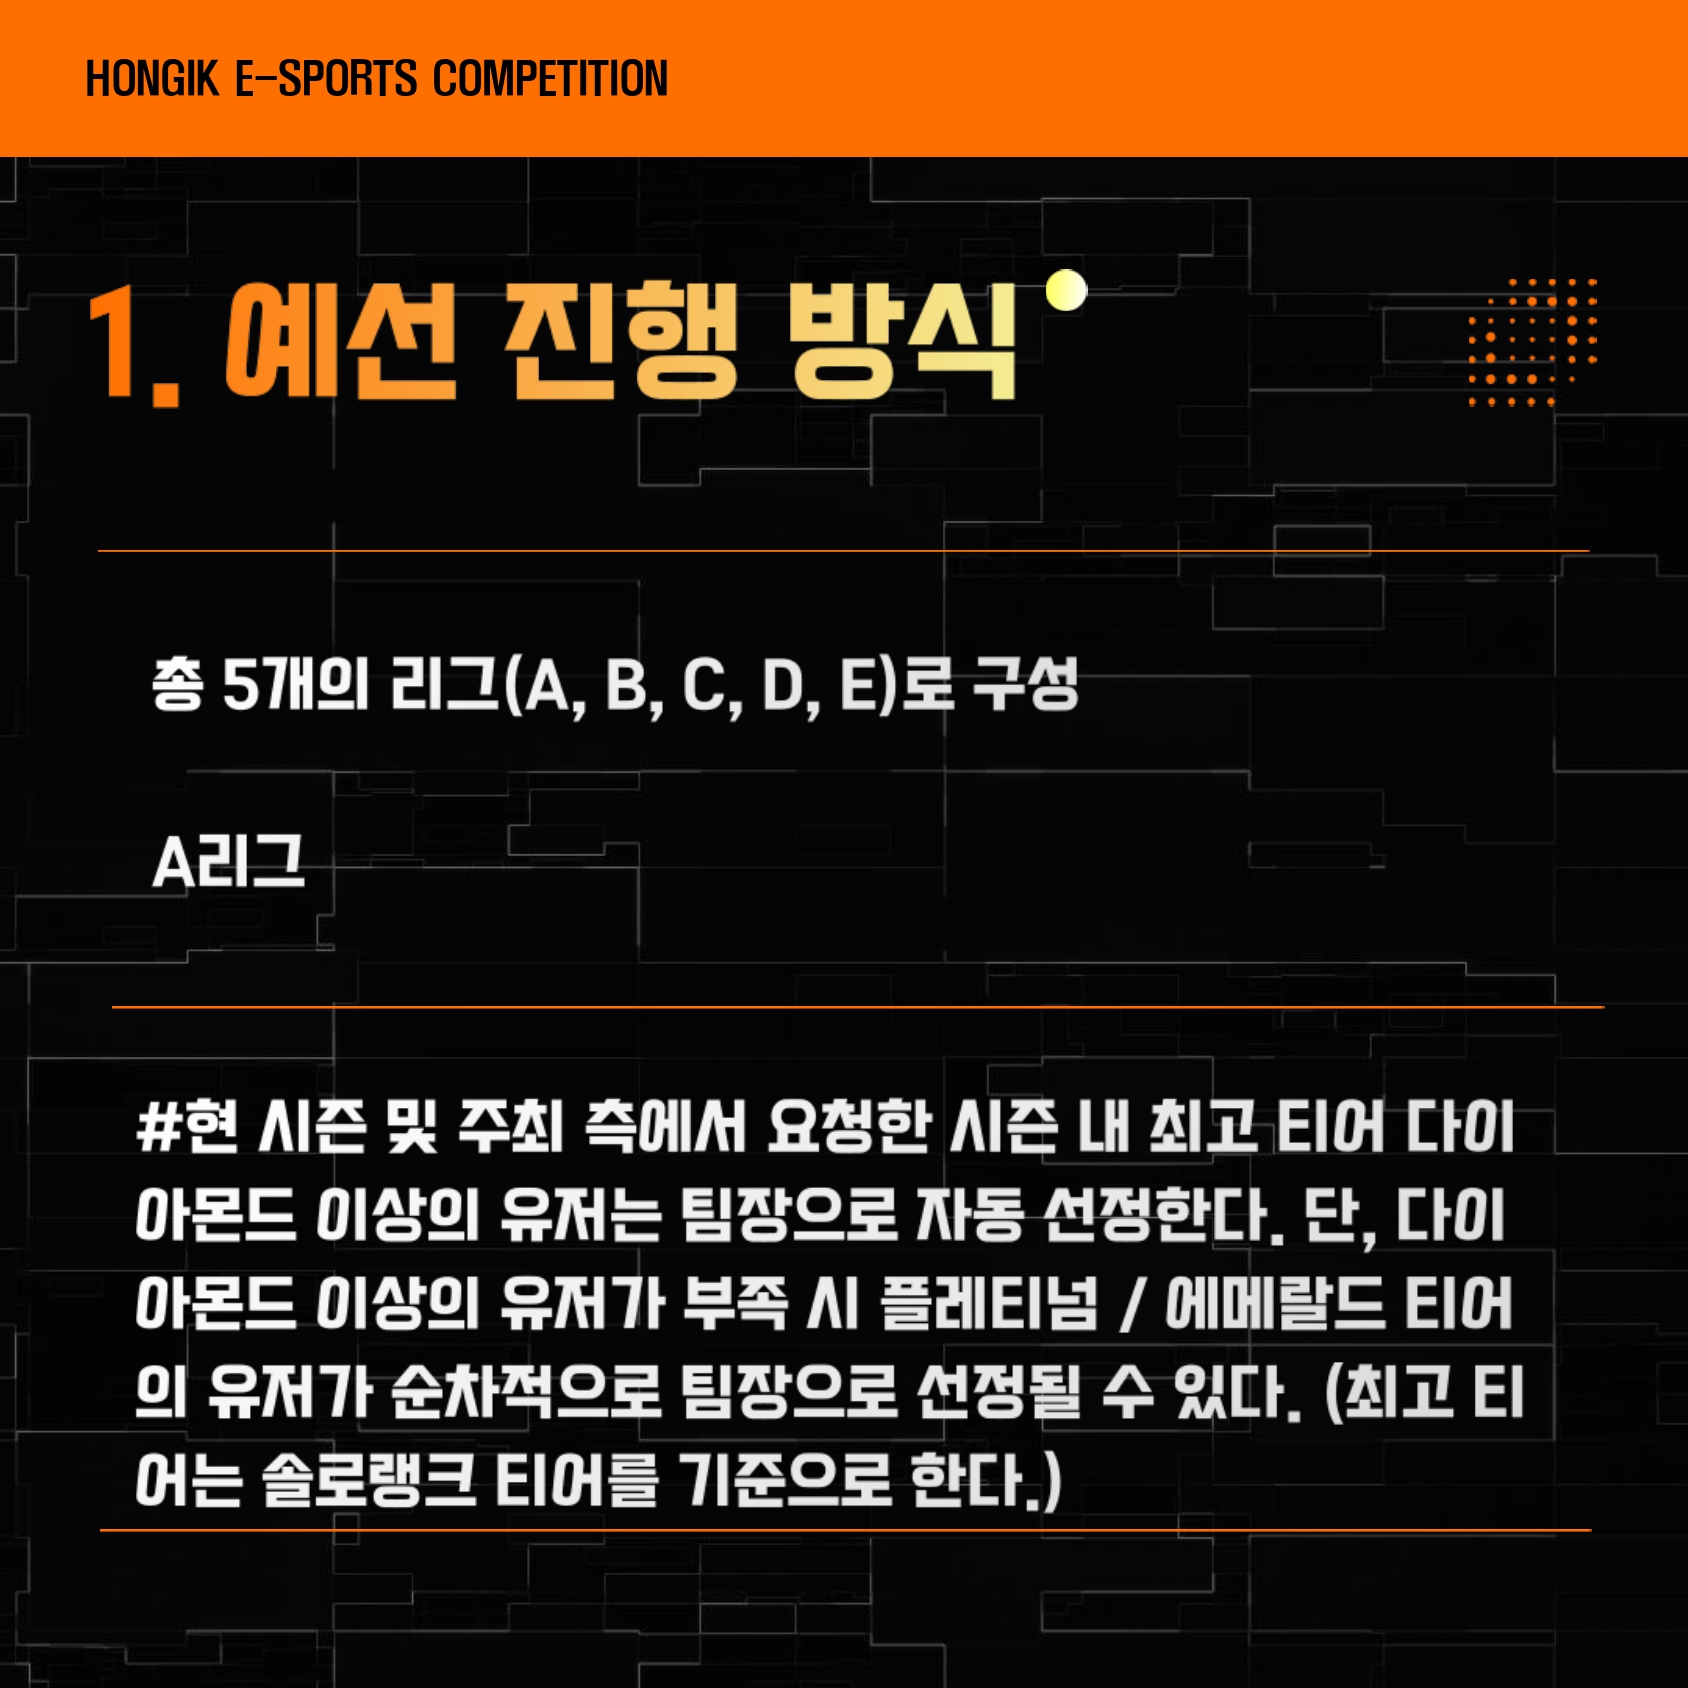 HONGIK E-SPORTS COMPETITION
1. 예선 진행 방식
총 5개의 리그(A, B, C, D, E)로 구성
A리그
#현 시즌 및 주최 측에서 요청한 시즌 내 최고 티어 다이
아몬드 이상의 유저는 팀장으로 자동 선정한다. 단, 다이
아몬드 이상의 유저가 부족 시 플레티넘 / 에메랄드 티어
의 유저가 순차적으로 팀장으로 선정될 수 있다. (최고 티
어는 솔로랭크 티어를 기준으로 한다.)